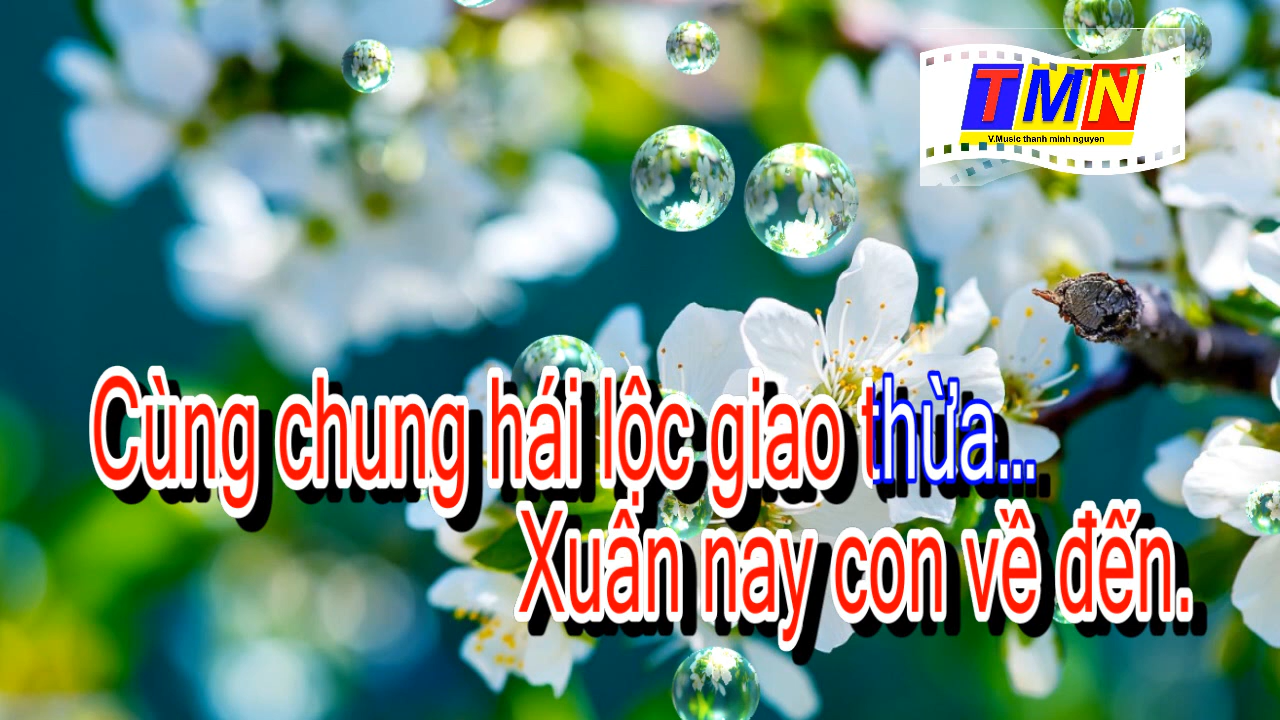 TMN
V.Music thanh minh nguyen
Cùng chung hái lộc giao thừa...
Xuân nay con về đến.